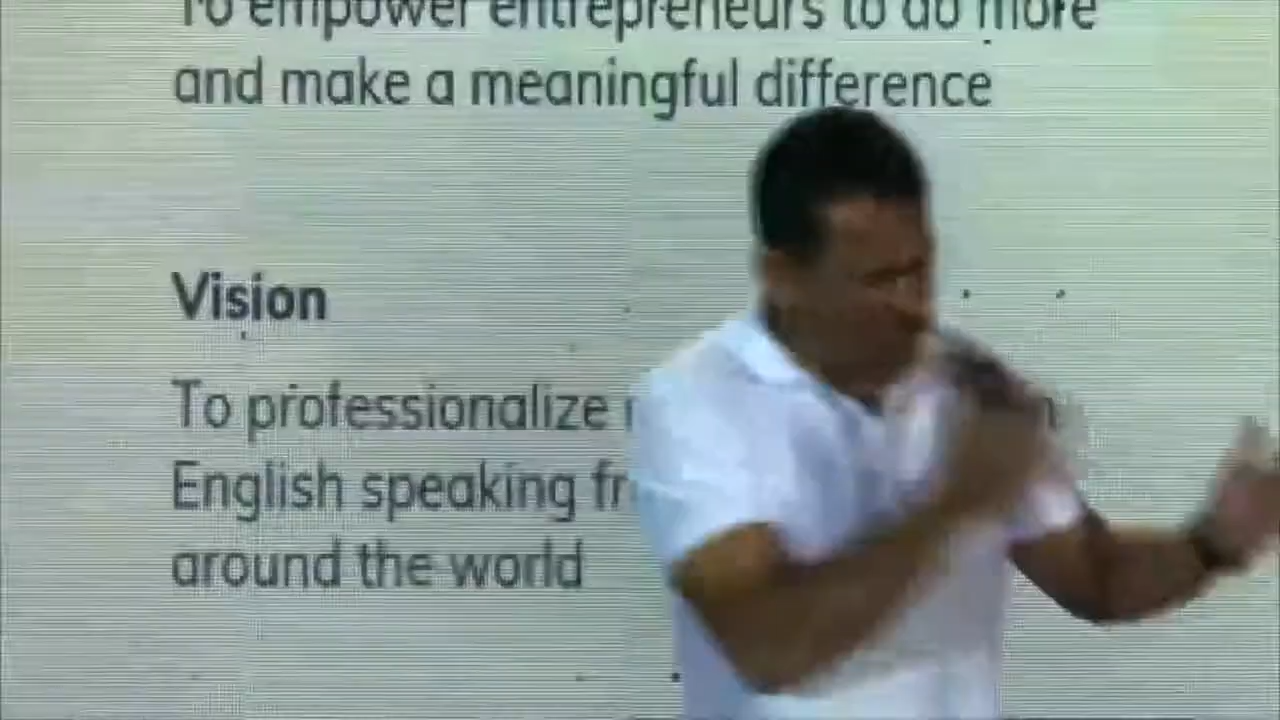 To empower entrepreneurs to do more
and make a meaningful difference
Vision
To professionalize
English speaking
around the world